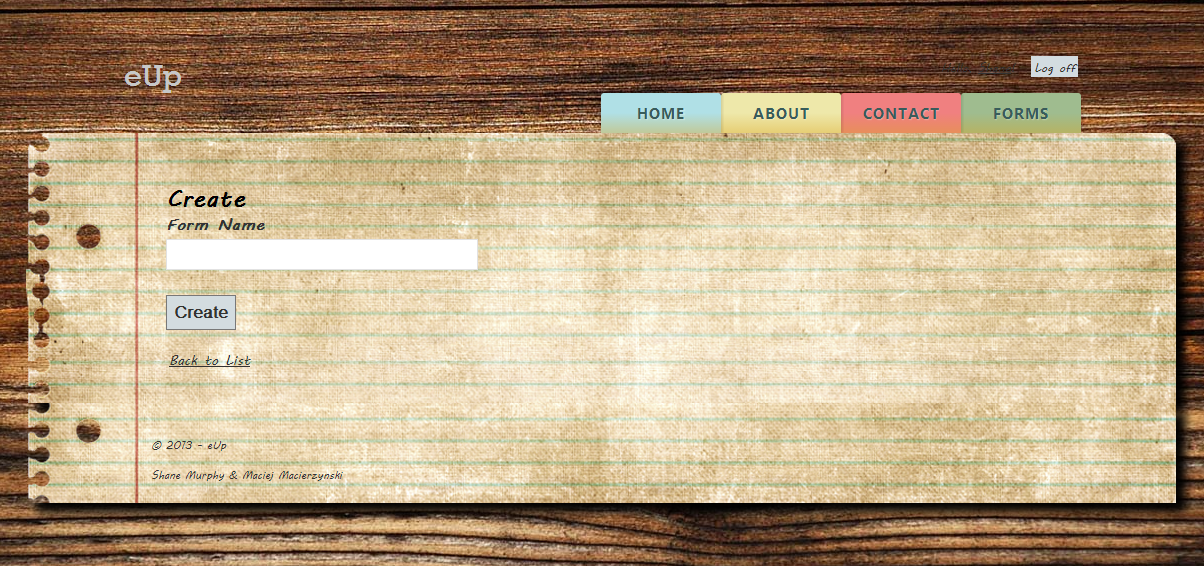 eUp
Log off
HOME ABOUT CONTACT FORMS
Create
Form Name
Create
Back to List
© 2013 - eUp
Shane Murphy & Maciej Macierzynski